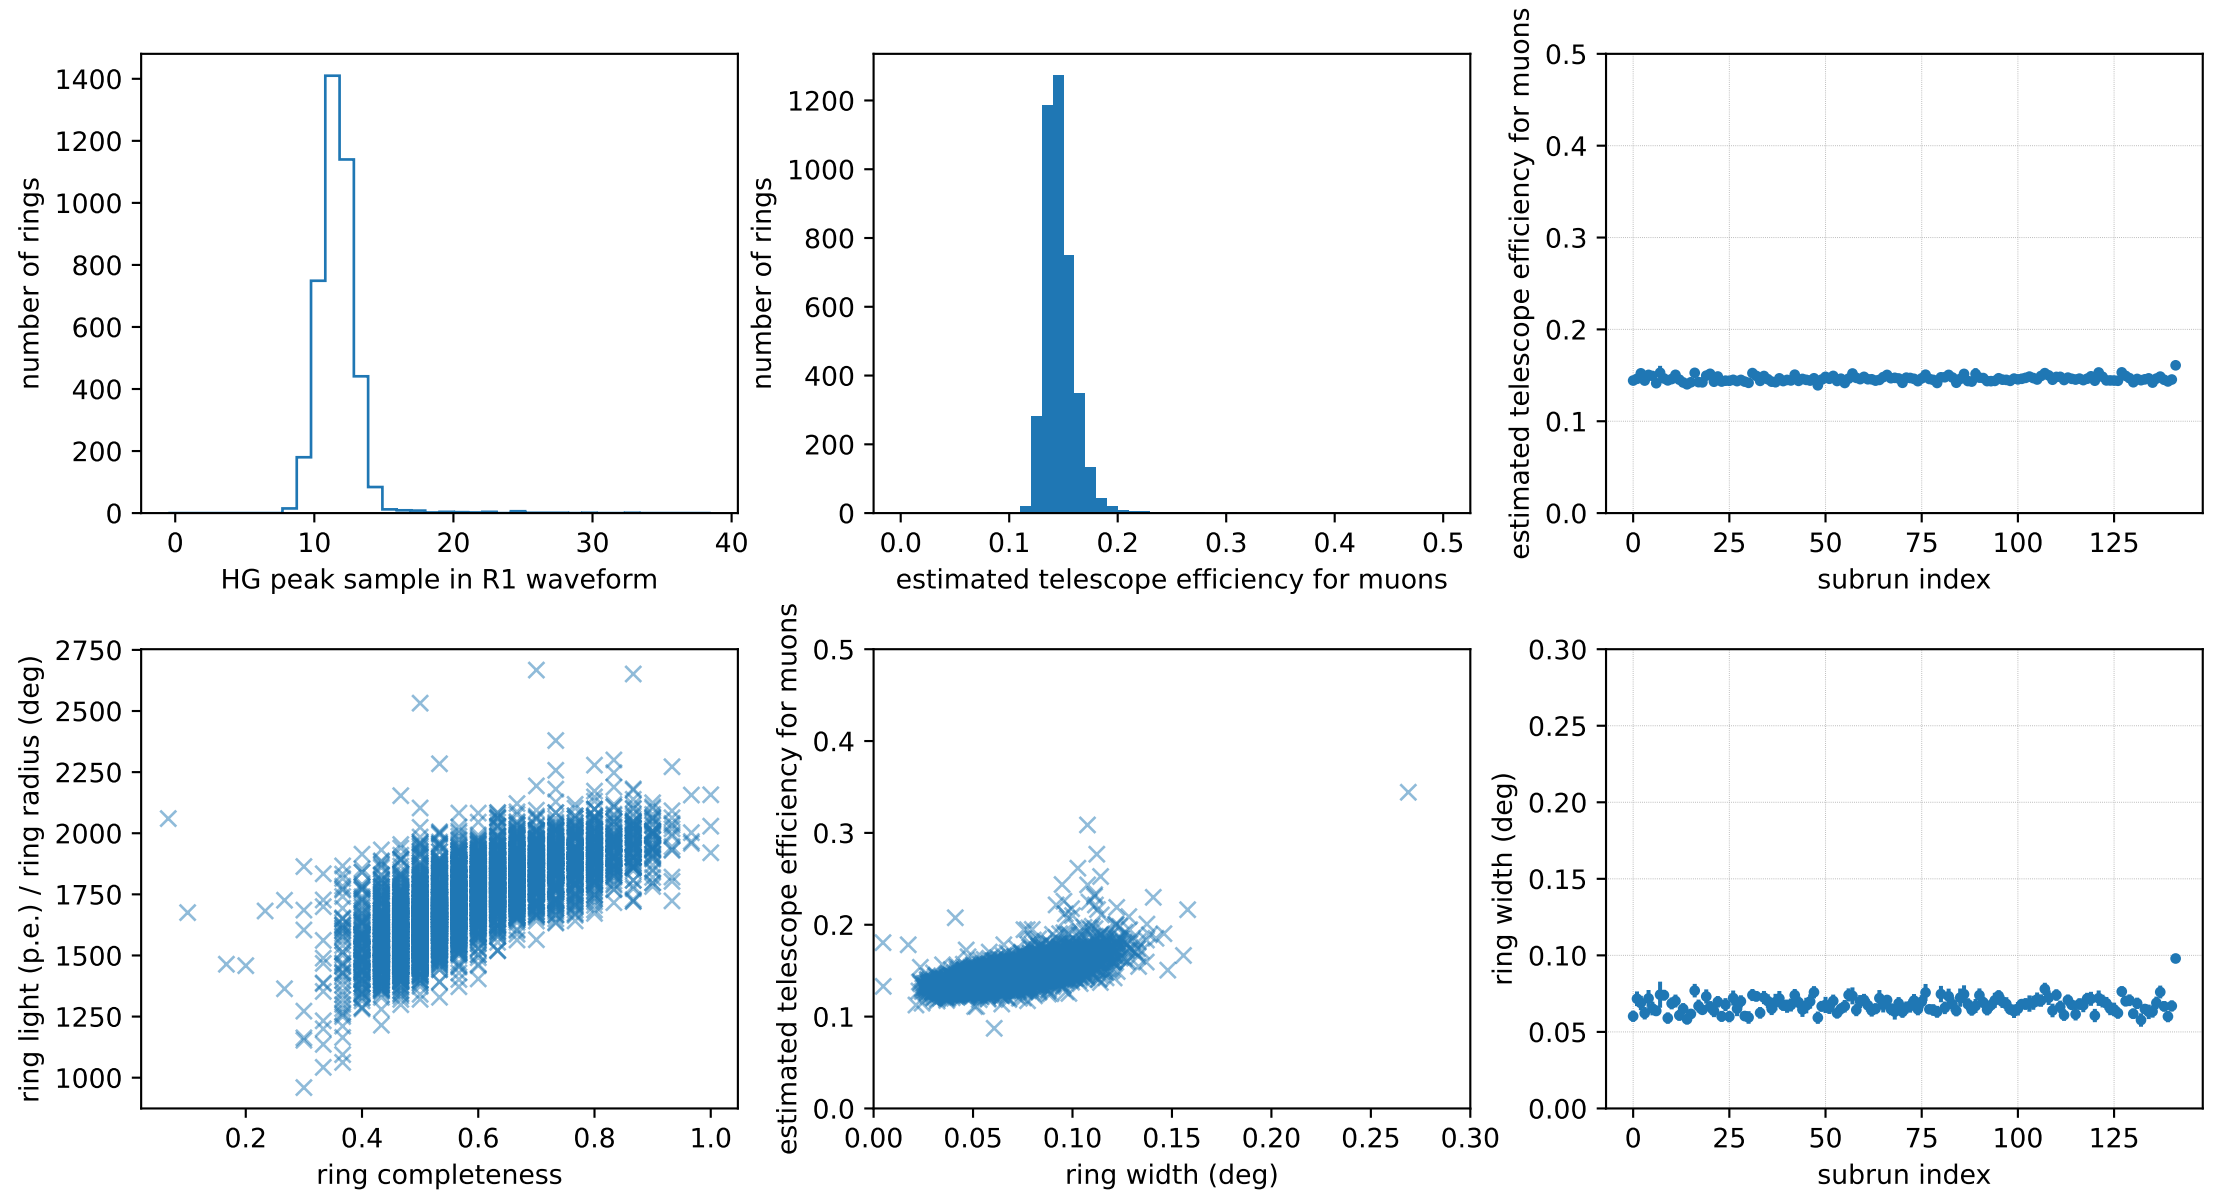 1400
1200
1000
800
600
400
200
0
number of rings
0 10 20 30 40
HG peak sample in R1 waveform
1200
1000
800
600
400
200
0
number of rings
0.0 0.1 0.2 0.3 0.4 0.5
estimated telescope efficiency for muons
0.5
0.4
0.3
0.2
0.1
0.0
estimated telescope efficiency for muons
0 25 50 75 100 125
subrun index
2750
2500
2250
2000
1750
1500
1250
1000
ring light (p.e.) / ring radius (deg)
0.2 0.4 0.6 0.8 1.0
ring completeness
0.5
0.4
0.3
0.2
0.1
0.0
estimated telescope efficiency for muons
0.00 0.05 0.10 0.15 0.20 0.25 0.30
ring width (deg)
0.30
0.25
0.20
0.15
0.10
0.05
0.00
ring width (deg)
0 25 50 75 100 125
subrun index